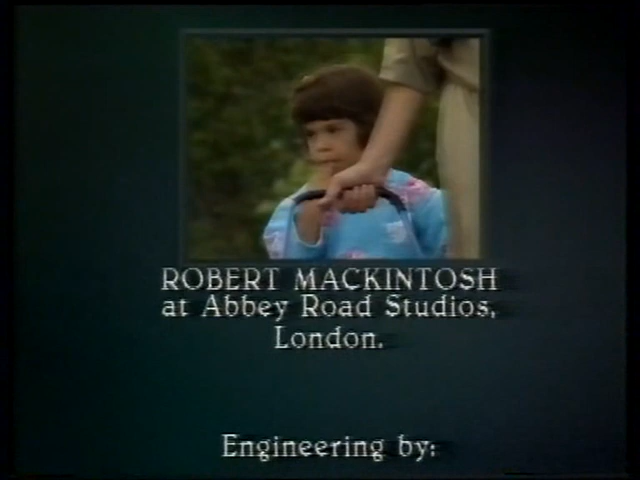 ROBERT MACKINTOSH
at Abbey Road Studios,
London.
Engineering by: